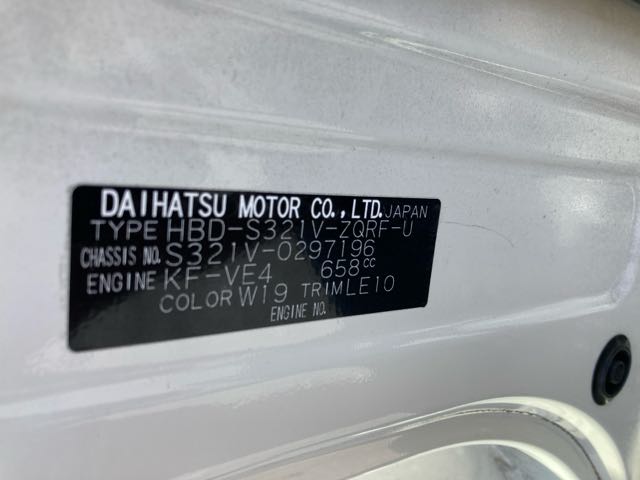 DAIHATSU MOTOR CO.,LTD. JAPAN
TYPE HBD-S321V-ZQRF-U
CHASSIS NO. S321V-0297196
ENGINE KF-VE4 658CC
COLOR W19 TRIM LE10
ENGINE NO.